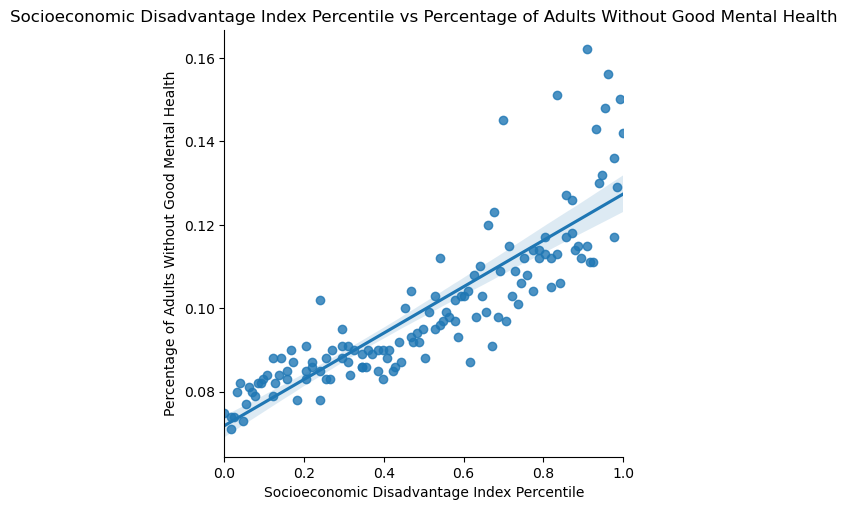 Socioeconomic Disadvantage Index Percentile vs Percentage of Adults Without Good Mental Health
0.16
0.14
0.12
0.10
0.08
Percentage of Adults Without Good Mental Health
0.0 0.2 0.4 0.6 0.8 1.0
Socioeconomic Disadvantage Index Percentile